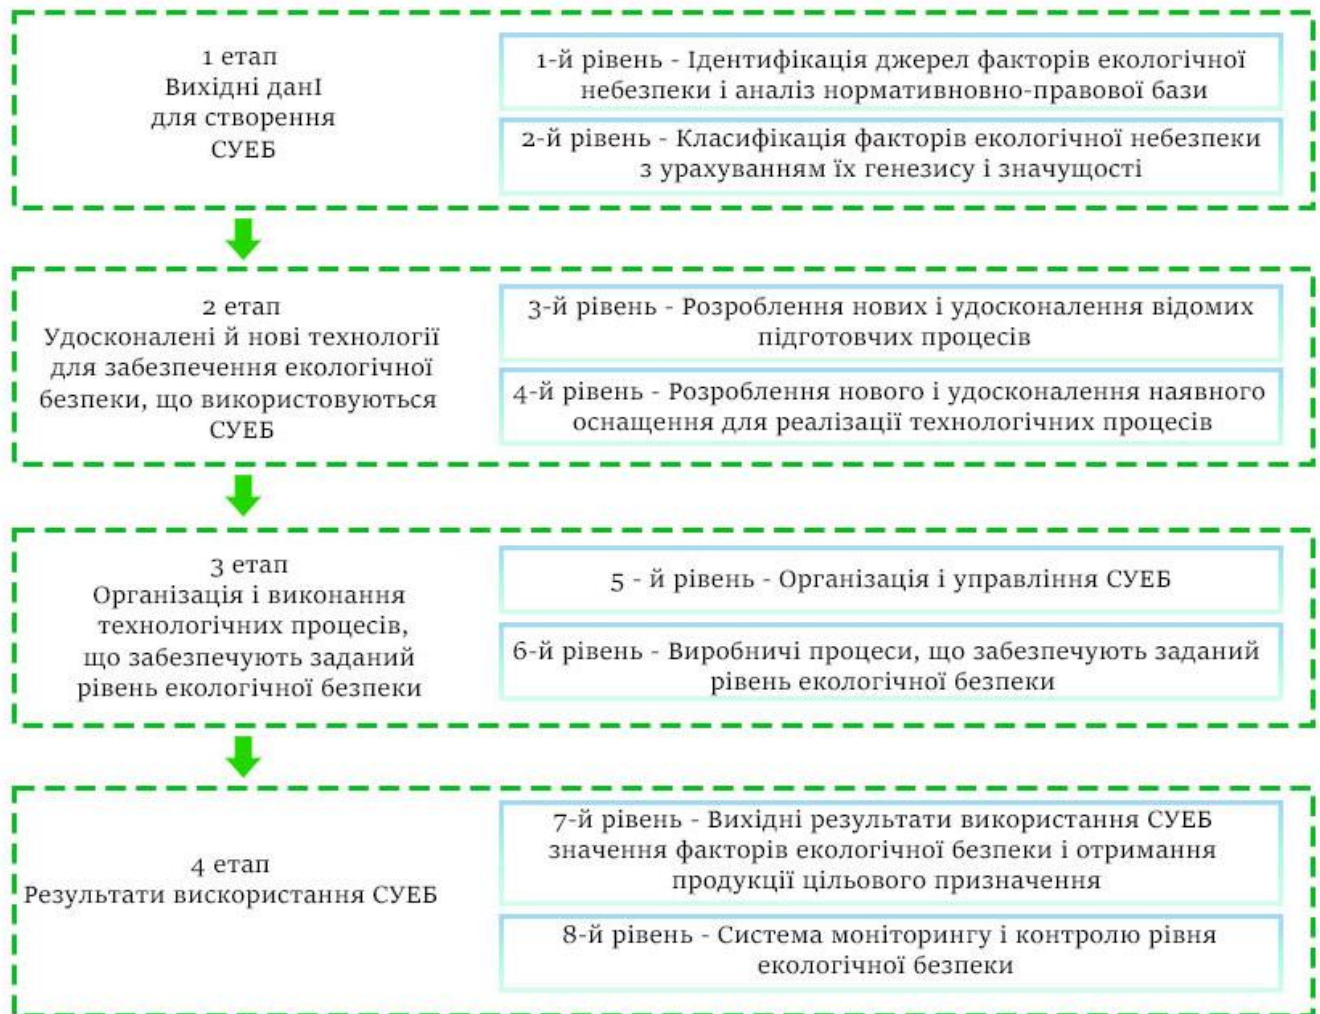 1 етап
Вихідні данІ
для створення
СУЕБ
1-й рівень - Ідентифікація джерел факторів екологічної
небезпеки і аналіз нормативновно-правової бази
2-й рівень - Класифікація факторів екологічної небезпеки
з урахуванням їх генезису і значущості
2 етап
Удосконалені й нові технології
для забезпечення екологічної
безпеки, що використовуються
СУЕБ
3-й рівень - Розроблення нових і удосконалення відомих
підготовчих процесів
4-й рівень - Розроблення нового і удосконалення наявного
оснащення для реалізації технологічних процесів
3 етап
Організація і виконання
технологічних процесів,
що забезпечують заданий
рівень екологічної безпеки
5 - й рівень - Організація і управління СУЕБ
6-й рівень - Виробничі процеси, що забезпечують заданий
рівень екологічної безпеки
4 етап
Результати вискористання СУЕБ
7-й рівень - Вихідні результати використання СУЕБ
значення факторів екологічної безпеки і отримання
продукції цільового призначення
8-й рівень - Система моніторингу і контролю рівня
екологічної безпеки